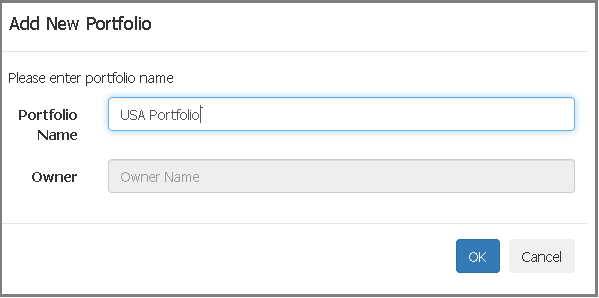 Add New Portfolio
Please enter portfolio name
Portfolio Name
USA Portfolio
Owner
Owner Name
OK
Cancel